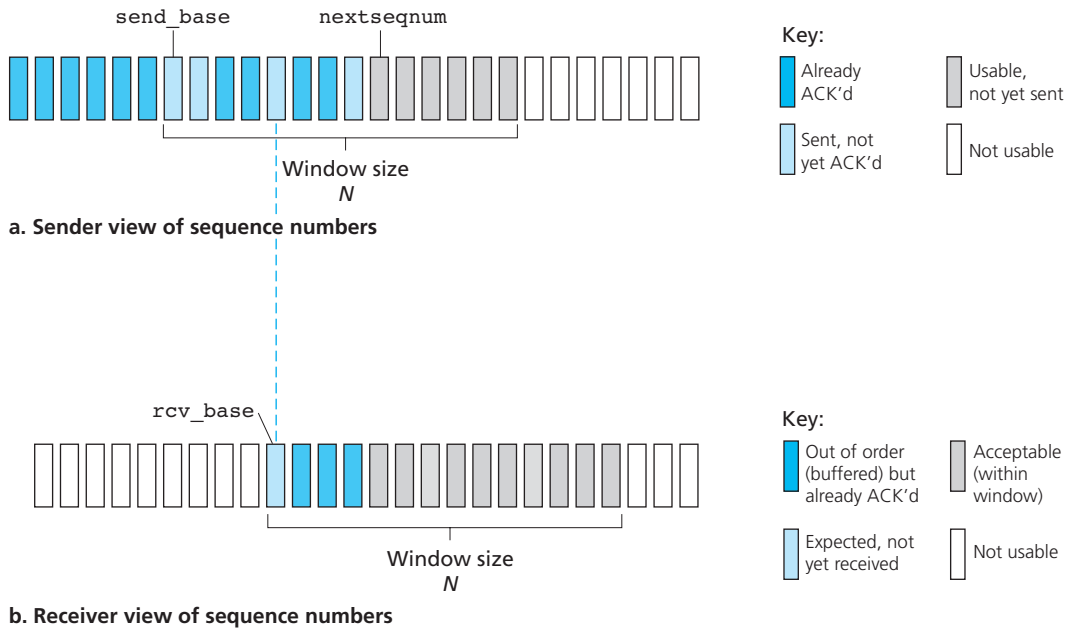 send_base
nextseqnum
Window size
N
Key:
Already
ACK’d
Usable,
not yet sent
Sent, not
yet ACK’d
Not usable
a. Sender view of sequence numbers
rcv_base
Window size
N
Key:
Out of order
(buffered) but
already ACK’d
Acceptable
(within
window)
Expected, not
yet received
Not usable
b. Receiver view of sequence numbers